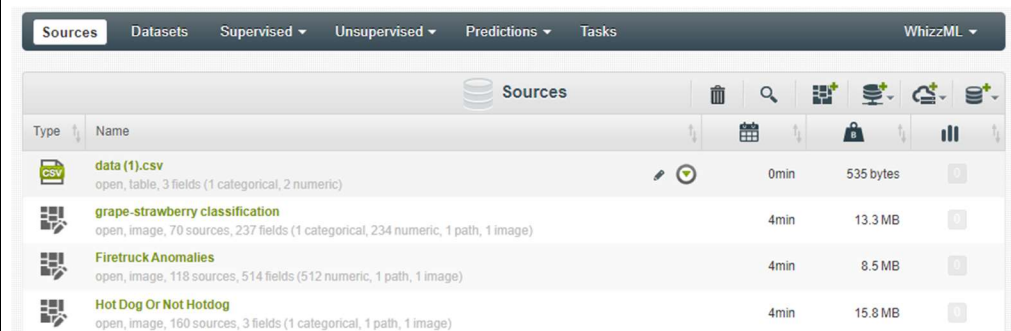 Sources Datasets Supervised Unsupervised Predictions Tasks WhizzML
Sources
Type Name B
CSV data (1).csv
open, table, 3 fields (1 categorical, 2 numeric) 0min 535 bytes 0
grape-strawberry classification
open, image, 70 sources, 237 fields (1 categorical, 234 numeric, 1 path, 1 image) 4min 13.3 MB 0
Firetruck Anomalies
open, image, 118 sources, 514 fields (512 numeric, 1 path, 1 image) 4min 8.5 MB 0
Hot Dog Or Not Hotdog
open, image, 160 sources, 3 fields (1 categorical, 1 path, 1 image) 4min 15.8 MB 0